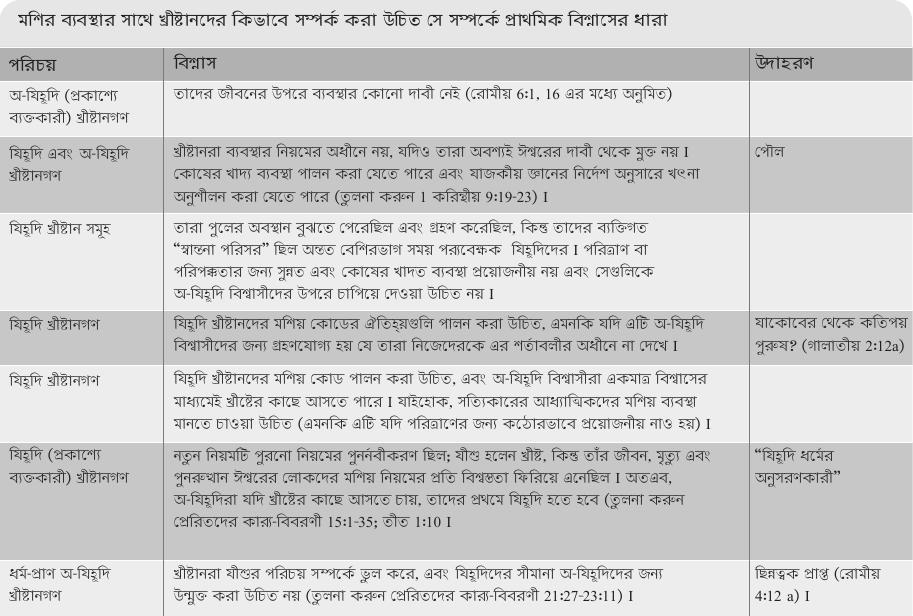 মশির ব্যবস্থার সাথে খ্রীষ্টানদের কিভাবে সম্পর্ক করা উচিত সে সম্পর্কে প্রাথমিক বিশ্বাসের ধারা
পরিচয়
বিশ্বাস
উদাহরণ
অ-যিহূদি (প্রকাশ্যে
ব্যক্তকারী) খ্রীষ্টানগণ
তাদের জীবনের উপরে ব্যবস্থার কোনো দাবী নেই (রোমীয় 6:1, 16 এর মধ্যে অনুমিত)
যিহূদি এবং অ-যিহূদি
খ্রীষ্টানগণ
খ্রীষ্টানরা ব্যবস্থার নিয়মের অধীনে নয়, যদিও তারা অবশ্যই ঈশ্বরের দাবী থেকে মুক্ত নয় I
কোষের খাদ্য ব্যবস্থা পালন করা যেতে পারে এবং যাজকীয় জ্ঞানের নির্দেশ অনুসারে খৎনা
অনুশীলন করা যেতে পারে (তুলনা করুন 1 করিন্থীয় 9:19-23) I
পৌল
যিহূদি খ্রীষ্টান সমূহ
তারা পুলের অবস্থান বুঝতে পেরেছিল এবং গ্রহণ করেছিল, কিন্তু তাদের ব্যক্তিগত
“স্বান্তনা পরিসর” ছিল অন্তত বেশিরভাগ সময় পর্যবেক্ষক যিহূদিদের I পরিত্রাণ বা
পরিপক্কতার জন্য সুন্নত এবং কোষের খাদত ব্যবস্থা প্রয়োজনীয় নয় এবং সেগুলিকে
অ-যিহূদি বিশ্বাসীদের উপরে চাপিয়ে দেওয়া উচিত নয় I
যিহূদি খ্রীষ্টানগণ
যিহূদি খ্রীষ্টানদের মশিয় কোডের ঐতিহ্য়গুলি পালন করা উচিত, এমনকি যদি এটি অ-যিহূদি
বিশ্বাসীদের জন্য গ্রহণযোগ্য হয় যে তারা নিজেদেরকে এর শর্তাবলীর অধীনে না দেখে I
যাকোবের থেকে কতিপয়
পুরুষ? (গালাতীয় 2:12a)
যিহূদি খ্রীষ্টানগণ
যিহূদি খ্রীষ্টানদের মশিয় কোড পালন করা উচিত, এবং অ-যিহূদি বিশ্বাসীরা একমাত্র বিশ্বাসের
মাধ্যমেই খ্রীষ্টের কাছে আসতে পারে I যাইহোক, সত্যিকারের আধ্যাত্মিকদের মশিয় ব্যবস্থা
মানতে চাওয়া উচিত (এমনকি এটি যদি পরিত্রাণের জন্য কঠোরভাবে প্রয়োজনীয় নাও হয়) I
যিহূদি (প্রকাশ্যে
ব্যক্তকারী) খ্রীষ্টানগণ
নতুন নিয়মটি পুরনো নিয়মের পুনর্নবীকরণ ছিল; যীশু হলেন খ্রীষ্ট, কিন্তু তাঁর জীবন, মৃত্যু এবং
পুনরুত্থান ঈশ্বরের লোকদের মশিয় নিয়মের প্রতি বিশ্বস্ততা ফিরিয়ে এনেছিল I অতএব,
অ-যিহূদিরা যদি খ্রীষ্টের কাছে আসতে চায়, তাদের প্রথমে যিহূদি হতে হবে (তুলনা করুন
প্রেরিতদের কার্য-বিবরণী 15:1-35; তীত 1:10 I
“যিহূদি ধর্মের
অনুসরণকারী”
ধর্ম-প্রাণ অ-যিহূদি
খ্রীষ্টানগণ
খ্রীষ্টানরা যীশুর পরিচয় সম্পর্কে ভুল করে, এবং যিহূদিদের সীমানা অ-যিহূদিদের জন্য
উন্মুক্ত করা উচিত নয় (তুলনা করুন প্রেরিতদের কার্য-বিবরণী 21:27-23:11) I
ছিন্নত্বক প্রাপ্ত (রোমীয়
4:12 a) I